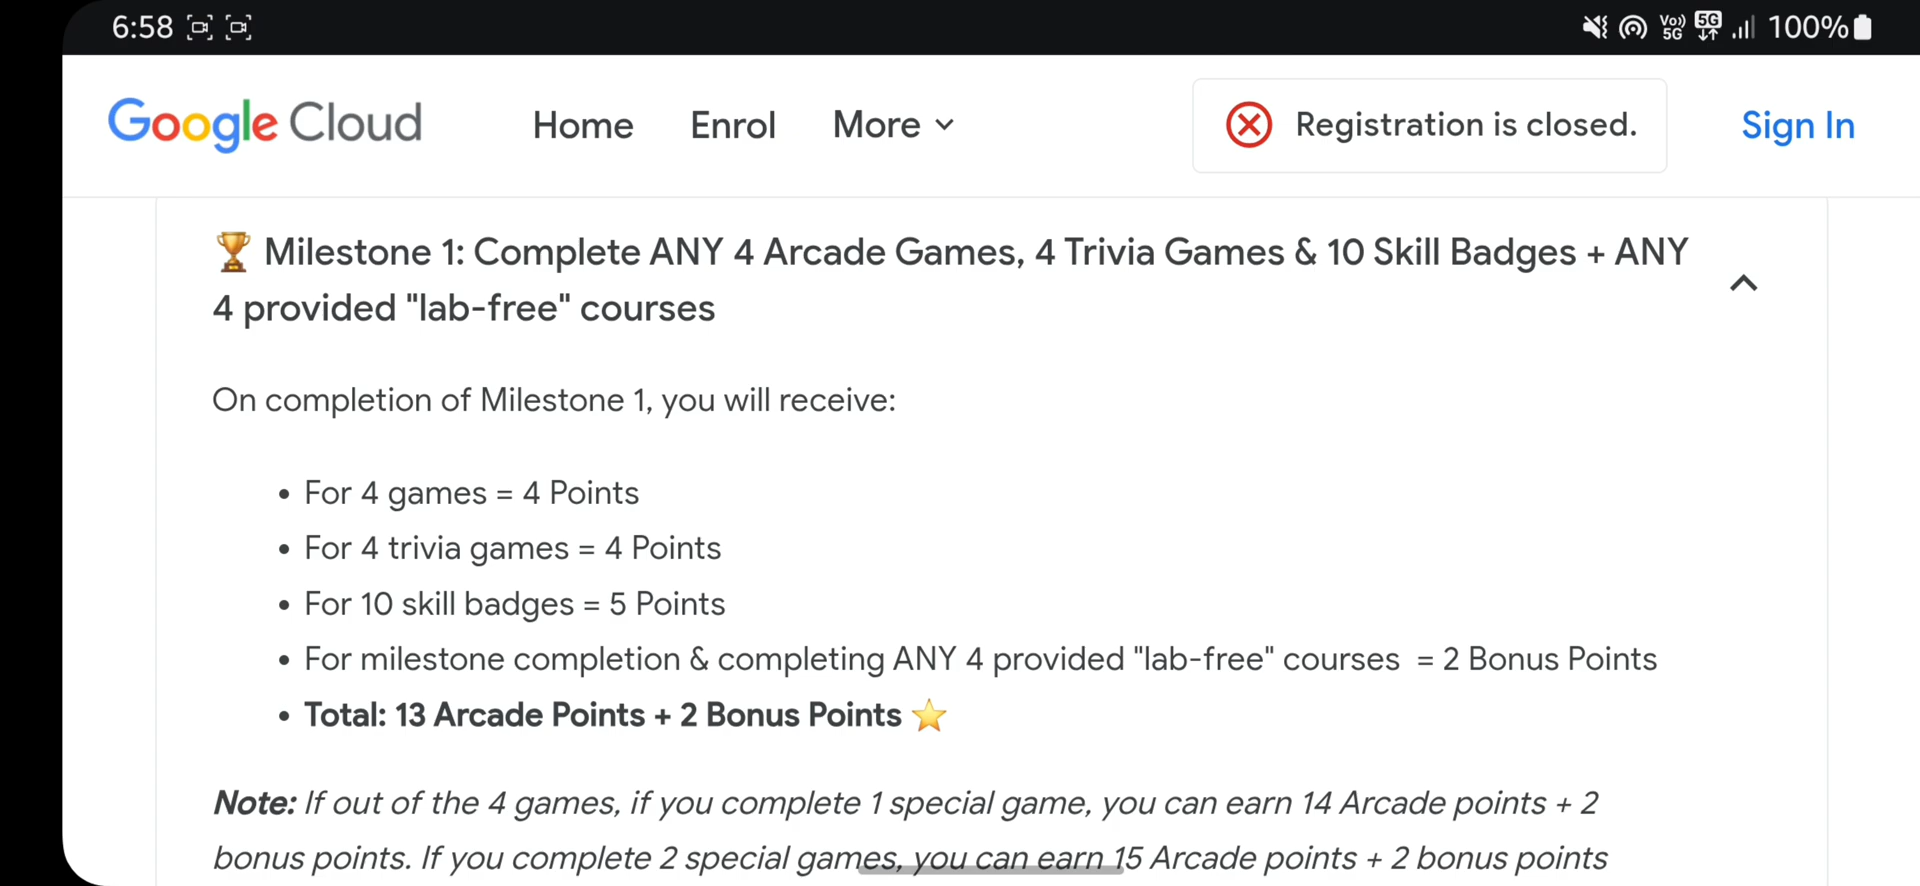 6:58 Vo) 5G 5G 100%
Google Cloud Home Enrol More Registration is closed. Sign In
🏆 Milestone 1: Complete ANY 4 Arcade Games, 4 Trivia Games & 10 Skill Badges + ANY
4 provided "lab-free" courses
On completion of Milestone 1, you will receive:
• For 4 games = 4 Points
• For 4 trivia games = 4 Points
• For 10 skill badges = 5 Points
• For milestone completion & completing ANY 4 provided "lab-free" courses = 2 Bonus Points
• Total: 13 Arcade Points + 2 Bonus Points ⭐
Note: If out of the 4 games, if you complete 1 special game, you can earn 14 Arcade points + 2
bonus points. If you complete 2 special games, you can earn 15 Arcade points + 2 bonus points